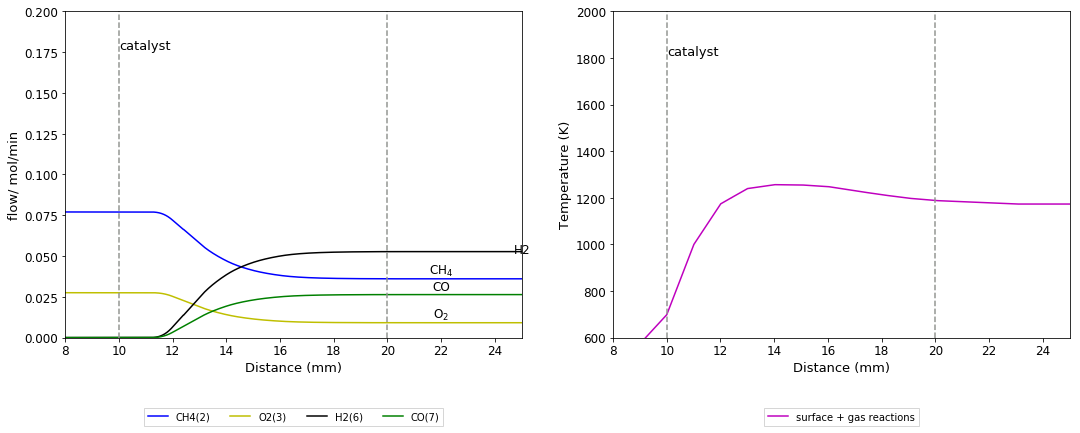 0.200
0.175
0.150
0.125
0.100
0.075
0.050
0.025
0.000
flow/ mol/min
catalyst
H2
CH$_4$
CO
O$_2$
8 10 12 14 16 18 20 22 24
Distance (mm)
CH4(2) O2(3) H2(6) CO(7)
2000
1800
1600
1400
1200
1000
800
600
Temperature (K)
catalyst
8 10 12 14 16 18 20 22 24
Distance (mm)
surface + gas reactions